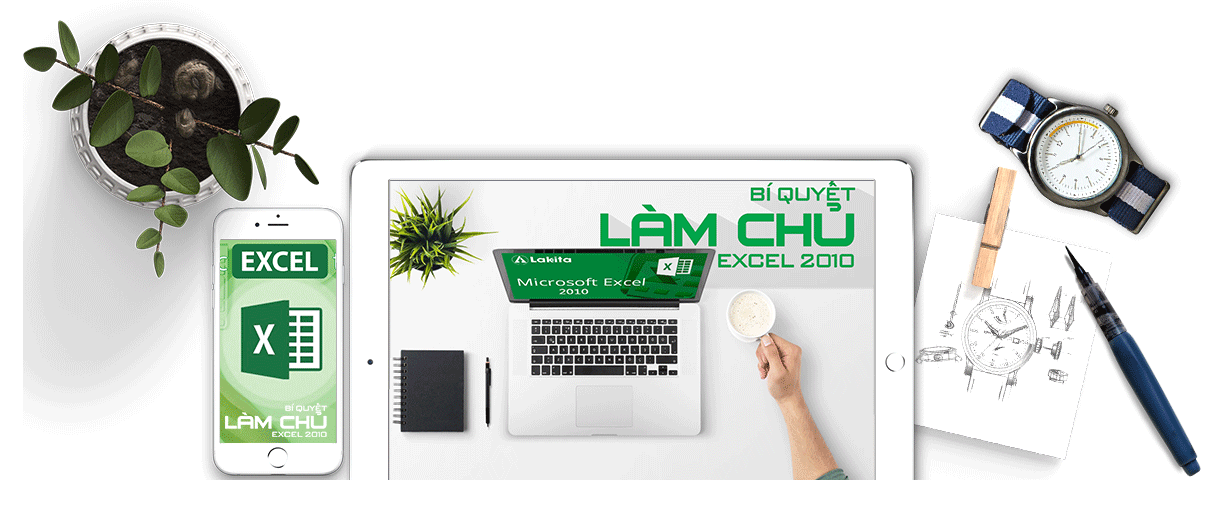 EXCEL
X
BÍ QUYẾT
LÀM CHỦ
EXCEL 2010
BÍ QUYẾT
LÀM CHỦ
EXCEL 2010
Lakita
X
Microsoft Excel
2010